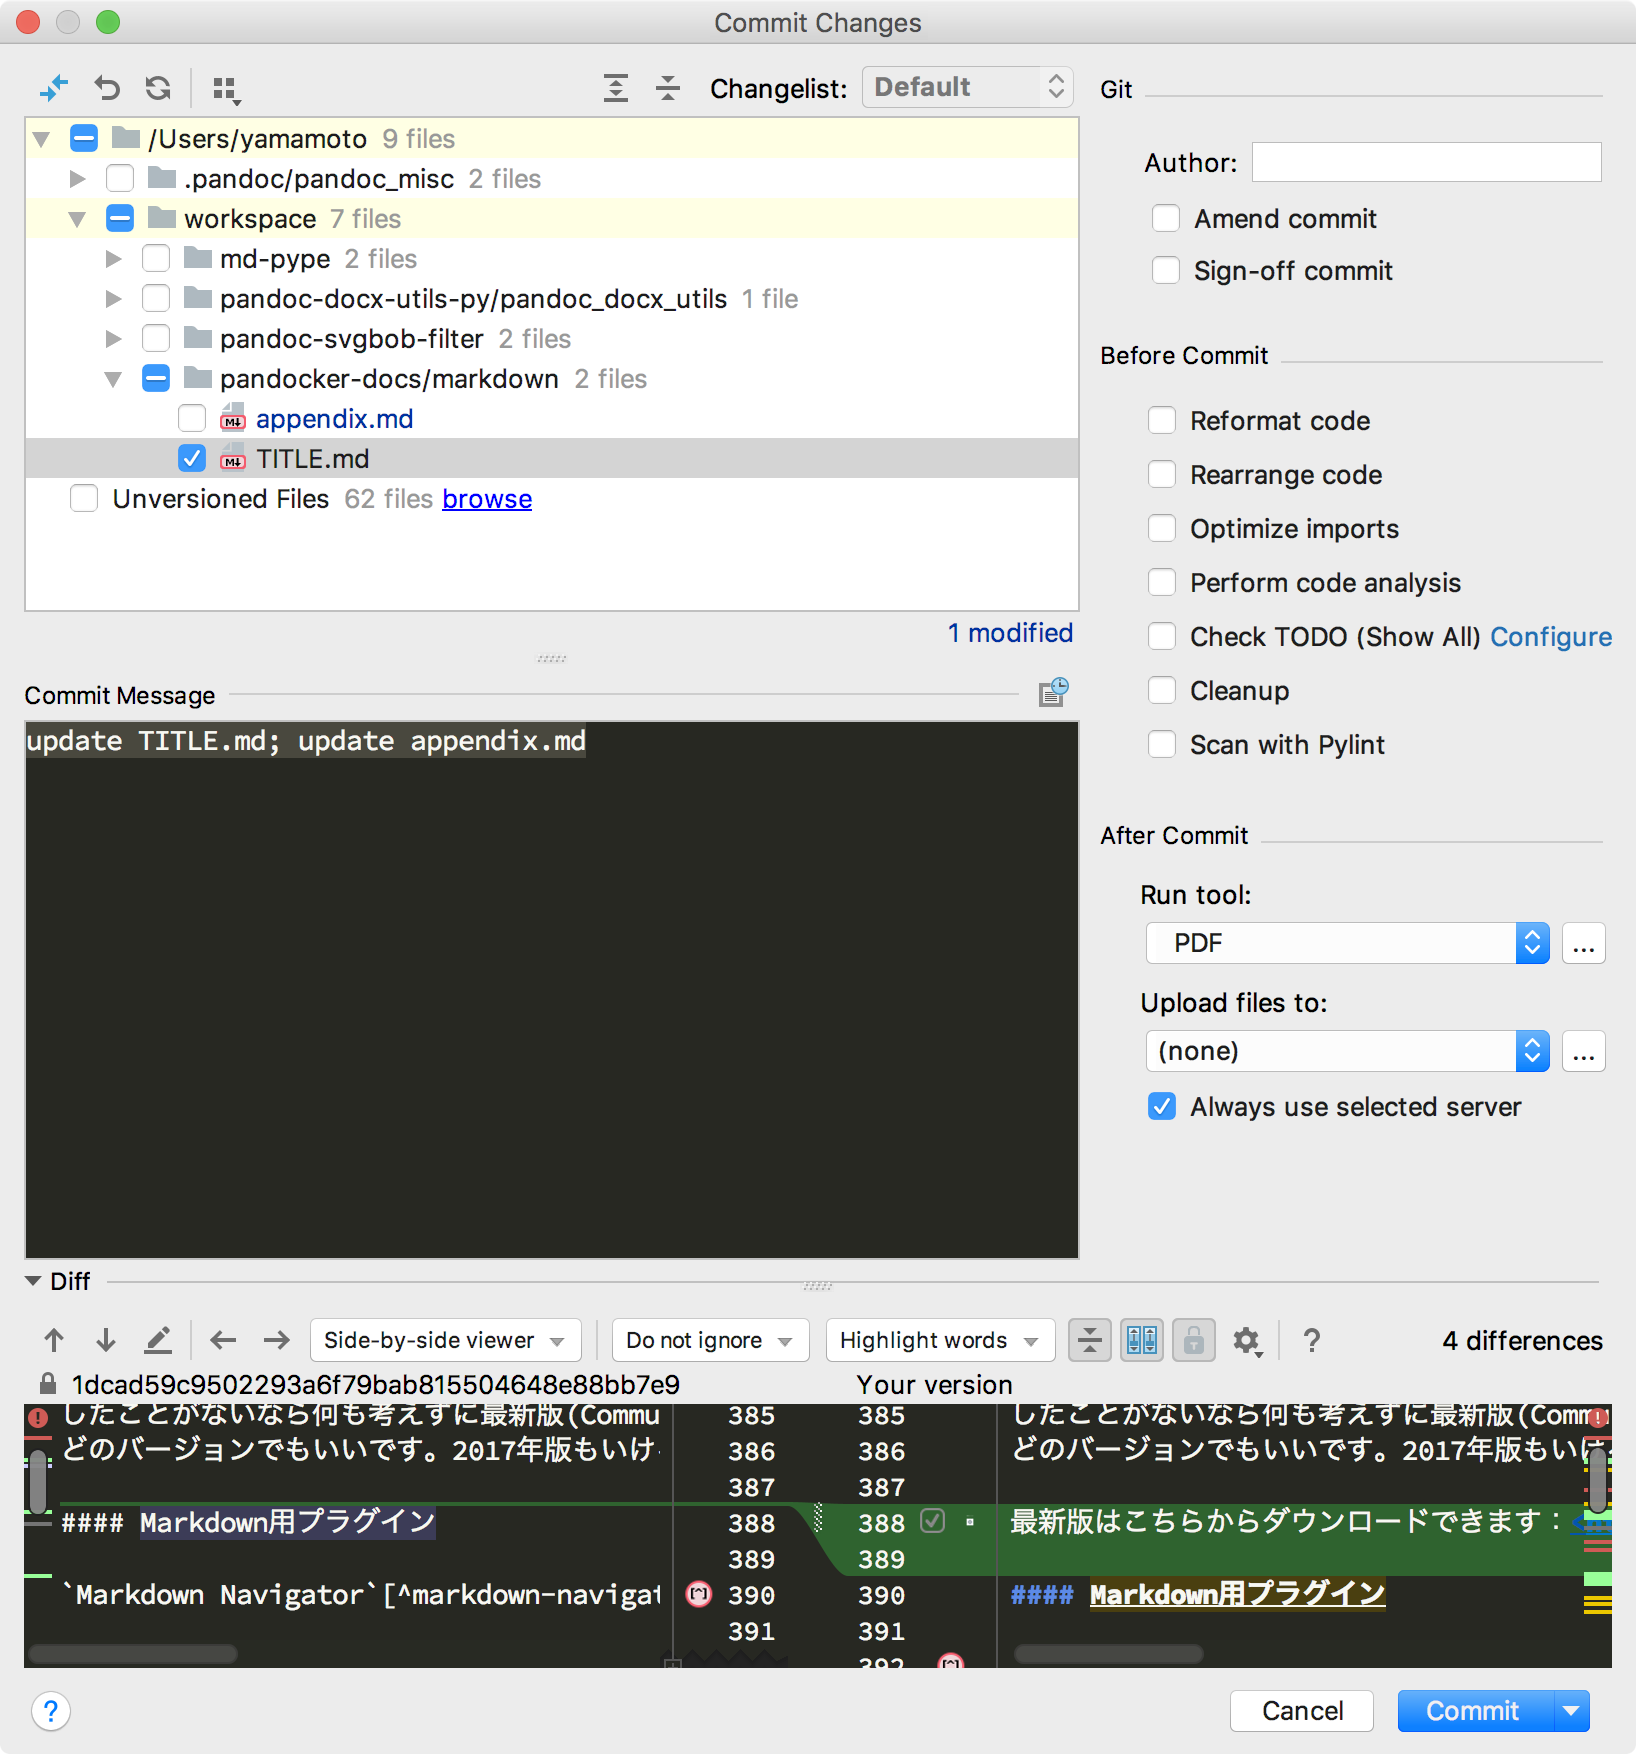 Commit Changes
Changelist: Default
/Users/yamamoto 9 files
.pandoc/pandoc_misc 2 files
workspace 7 files
md-pype 2 files
pandoc-docx-utils-py/pandoc_docx_utils 1 file
pandoc-svgbob-filter 2 files
pandocker-docs/markdown 2 files
appendix.md
TITLE.md
Unversioned Files 62 files browse
1 modified
Commit Message
update TITLE.md; update appendix.md
Git
Author:
Amend commit
Sign-off commit
Before Commit
Reformat code
Rearrange code
Optimize imports
Perform code analysis
Check TODO (Show All) Configure
Cleanup
Scan with Pylint
After Commit
Run tool:
PDF ...
Upload files to:
(none) ...
Always use selected server
Diff
Side-by-side viewer Do not ignore Highlight words ? 4 differences
1dcad59c9502293a6f79bab815504648e88bb7e9 Your version
したことがないなら何も考えずに最新版(Commu 385 385 したことがないなら何も考えずに最新版(Comm
どのバージョンでもいいです。2017年版もいけ 386 386 どのバージョンでもいいです。2017年版もいけ
387 387
#### Markdown用プラグイン 388 388 最新版はこちらからダウンロードできます：
389 389
`Markdown Navigator`[^markdown-navigat 390 390 #### Markdown用プラグイン
391 391
392
? Cancel Commit